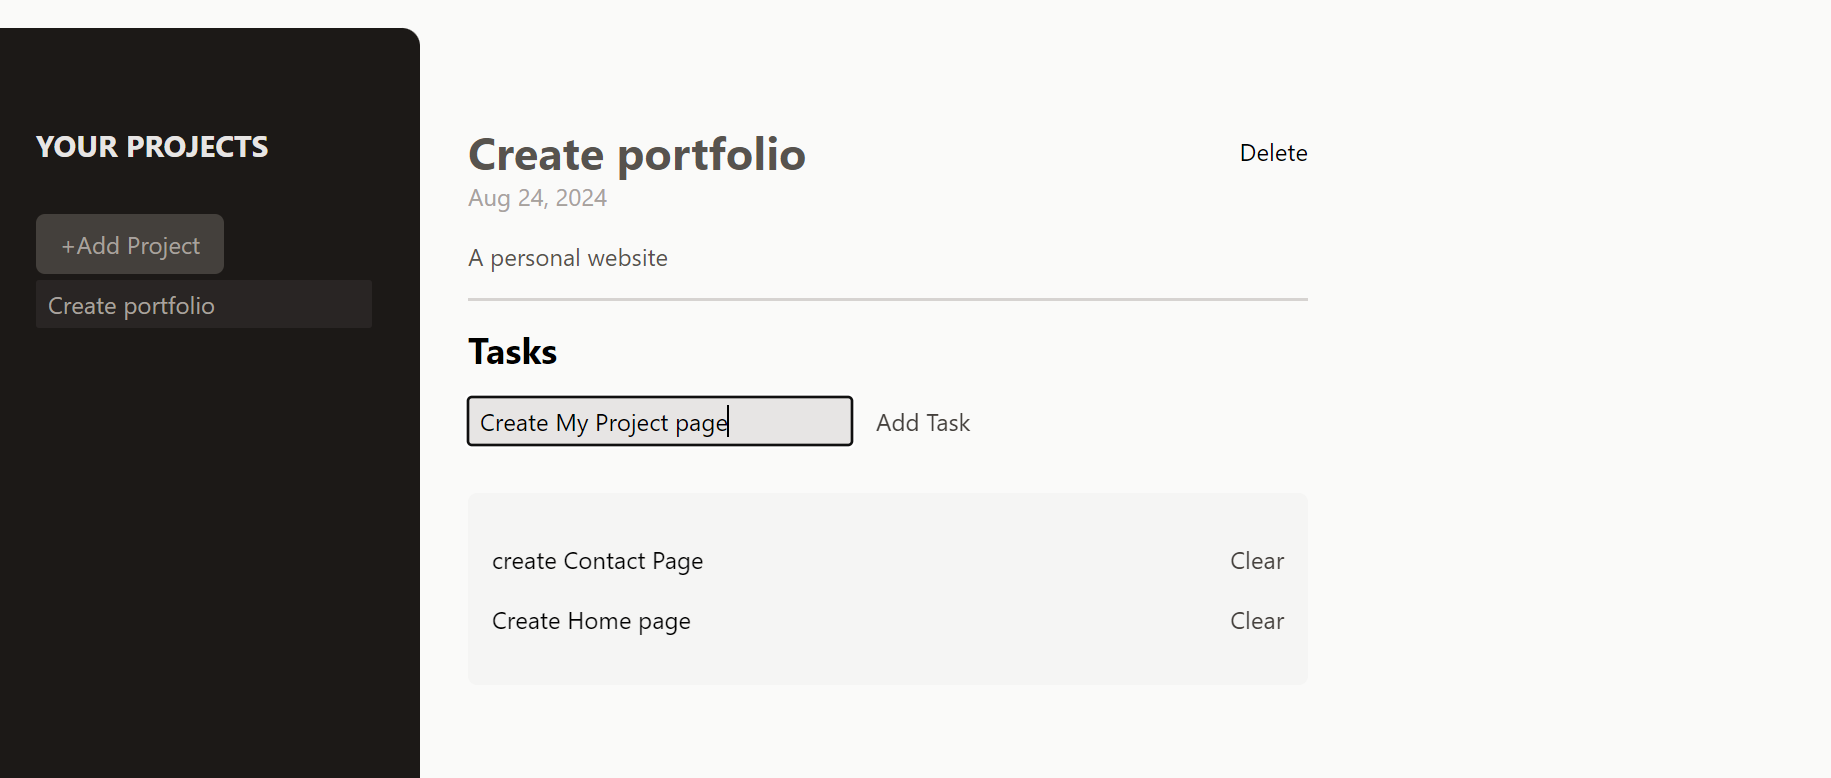 YOUR PROJECTS
+Add Project
Create portfolio
Create portfolio
Delete
Aug 24, 2024
A personal website
Tasks
Create My Project page
Add Task
create Contact Page
Clear
Create Home page
Clear